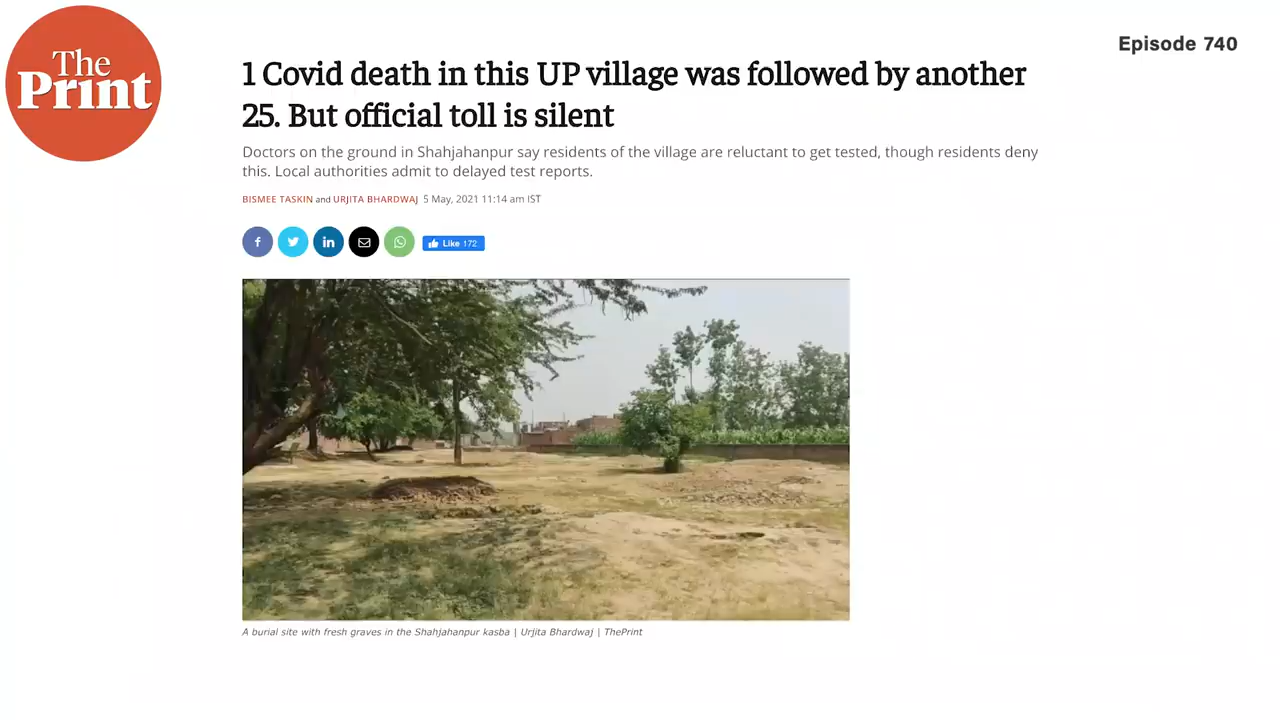 The
Print
Episode 740
1 Covid death in this UP village was followed by another
25. But official toll is silent
Doctors on the ground in Shahjahanpur say residents of the village are reluctant to get tested, though residents deny
this. Local authorities admit to delayed test reports.
BISMEE TASKIN and URJITA BHARDWAJ 5 May, 2021 11:14 am IST
f in Like 172
A burial site with fresh graves in the Shahjahanpur kasba | Urjita Bhardwaj | ThePrint